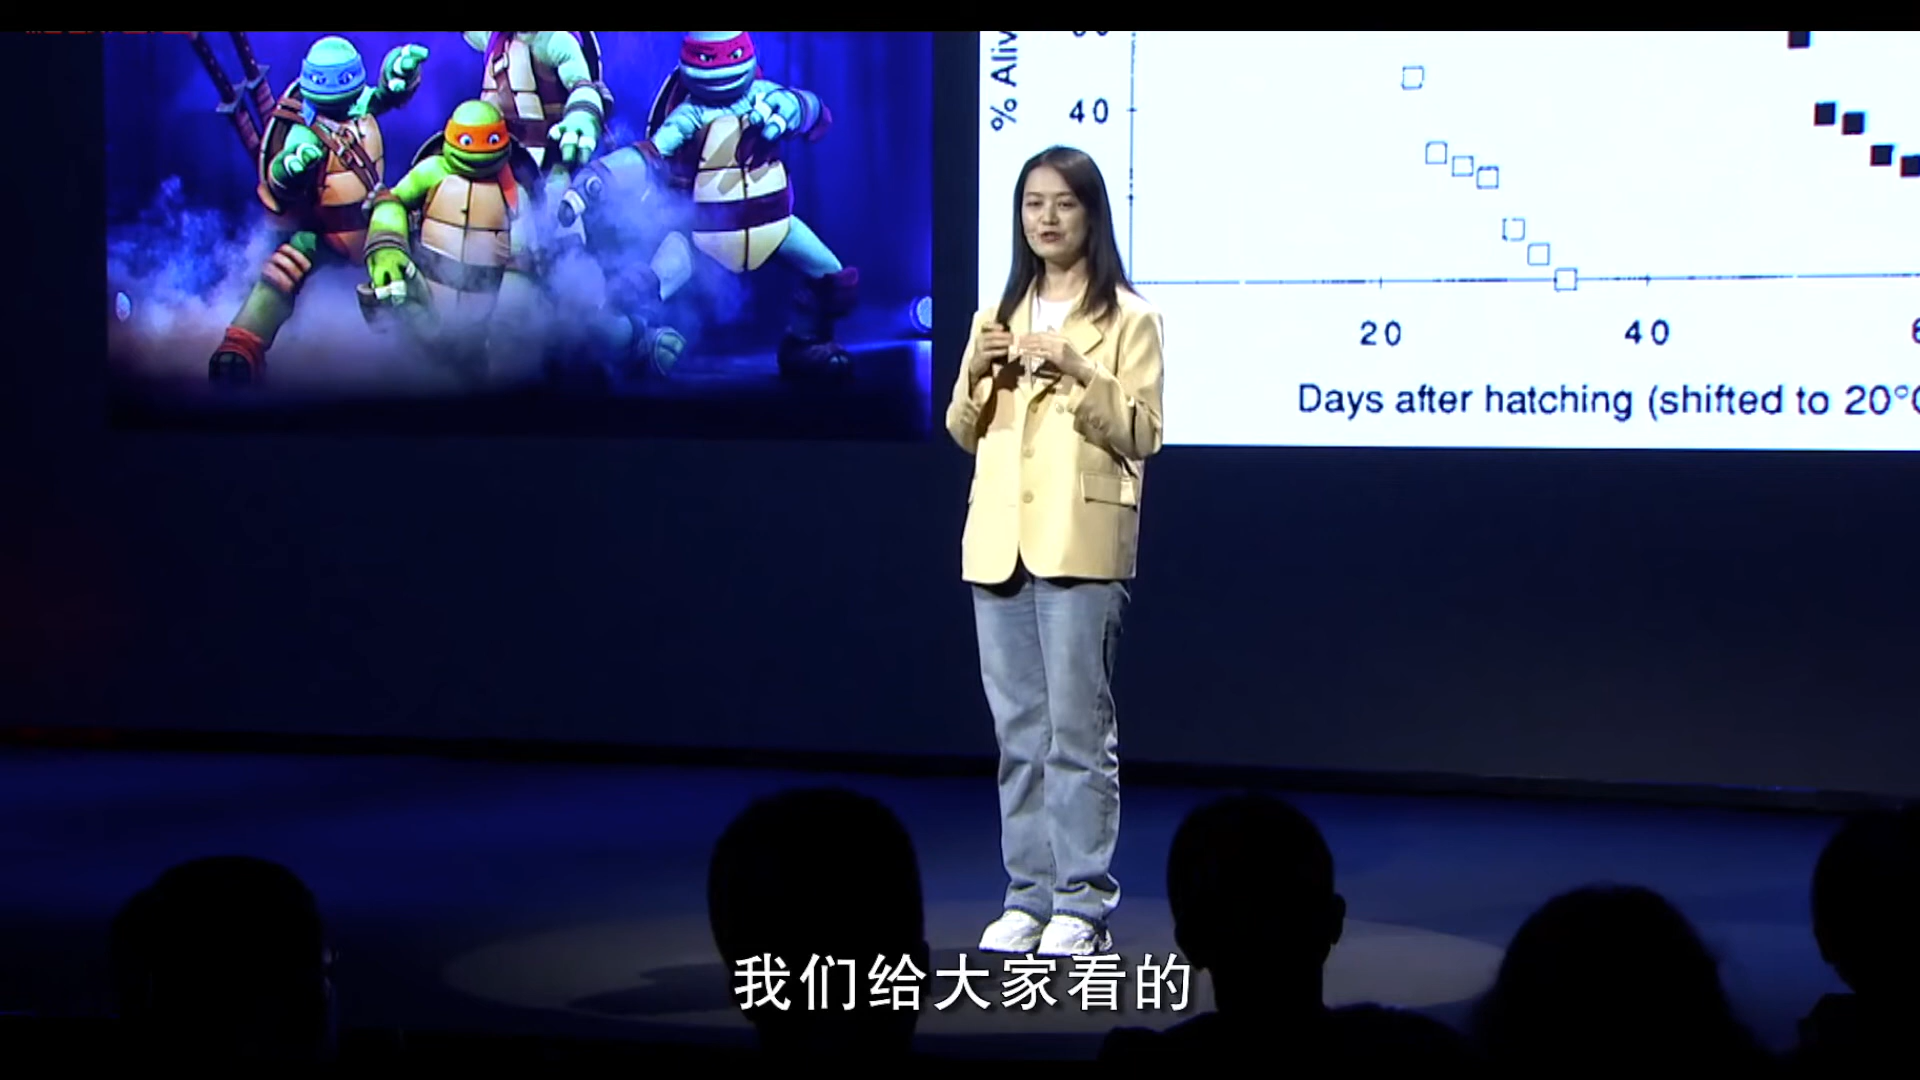 % Aliv
40
20
40
Days after hatching (shifted to 20°
我们给大家看的